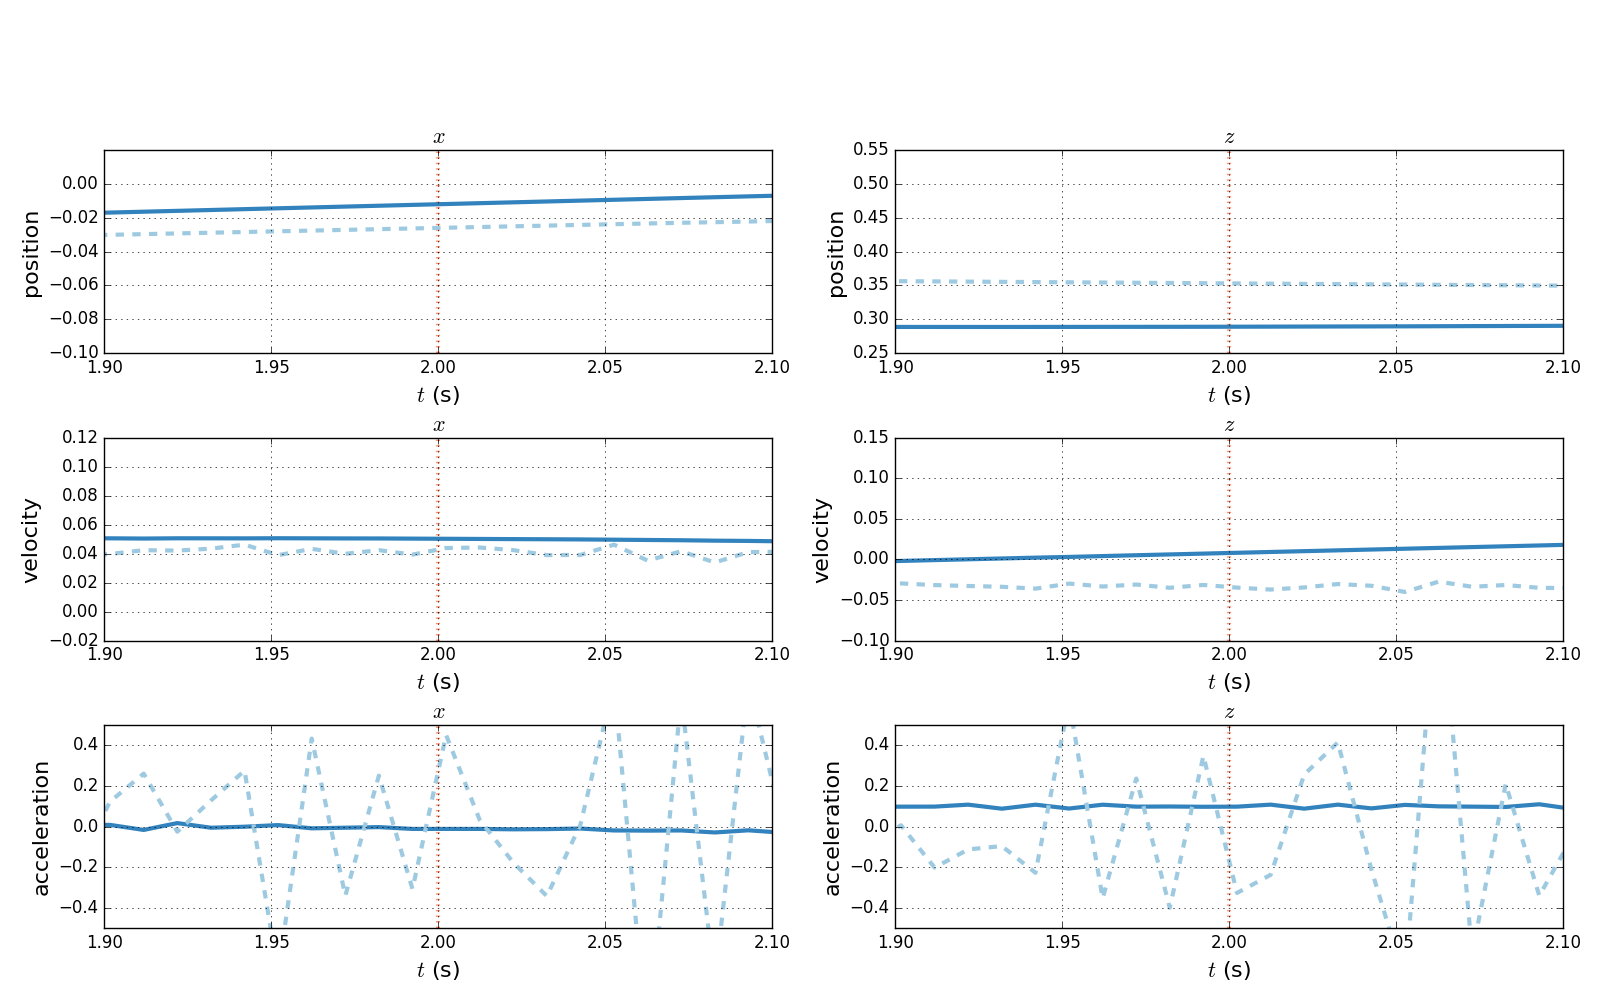 x
0.00
−0.02
−0.04
−0.06
−0.08
−0.10
position
1.90 1.95 2.00 2.05 2.10
t (s)
z
0.55
0.50
0.45
0.40
0.35
0.30
0.25
position
1.90 1.95 2.00 2.05 2.10
t (s)
x
0.12
0.10
0.08
0.06
0.04
0.02
0.00
−0.02
velocity
1.90 1.95 2.00 2.05 2.10
t (s)
z
0.15
0.10
0.05
0.00
−0.05
−0.10
velocity
1.90 1.95 2.00 2.05 2.10
t (s)
x
0.4
0.2
0.0
−0.2
−0.4
acceleration
1.90 1.95 2.00 2.05 2.10
t (s)
z
0.4
0.2
0.0
−0.2
−0.4
acceleration
1.90 1.95 2.00 2.05 2.10
t (s)